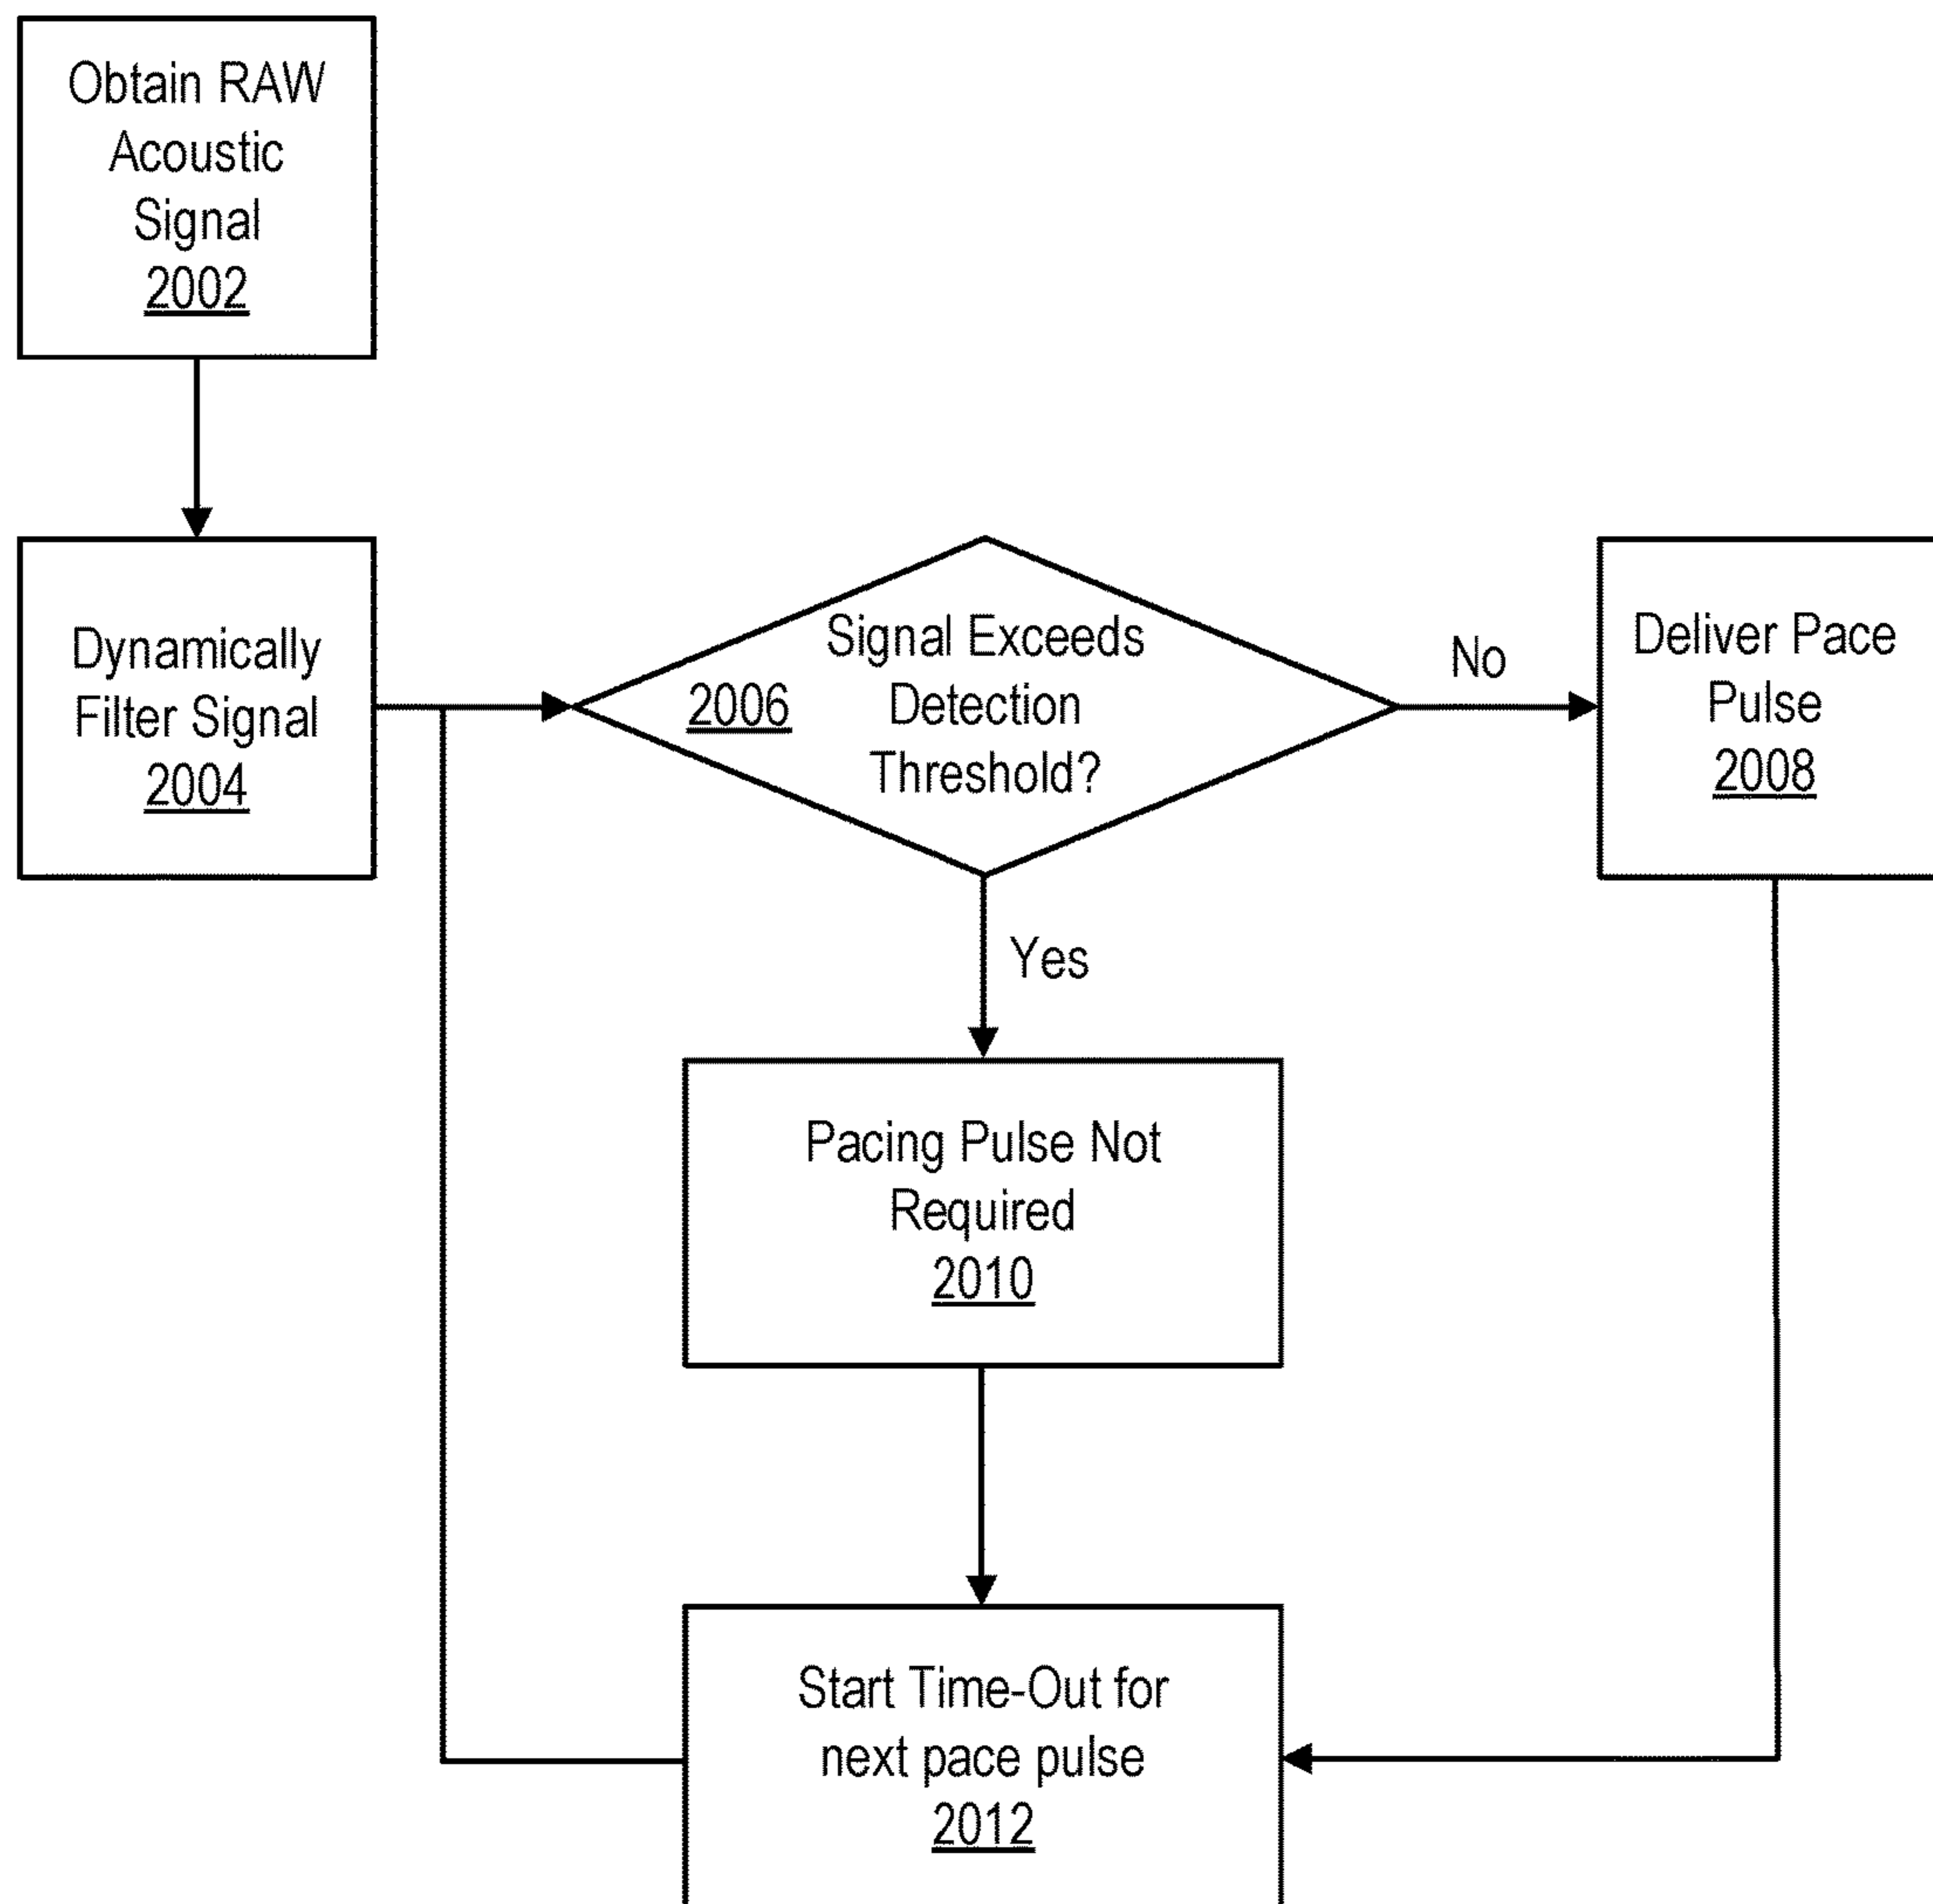 Obtain RAW
Acoustic
Signal
2002
Dynamically
Filter Signal
2004
Signal Exceeds
2006 Detection
Threshold?
No
Deliver Pace
Pulse
2008
Yes
Pacing Pulse Not
Required
2010
Start Time-Out for
next pace pulse
2012